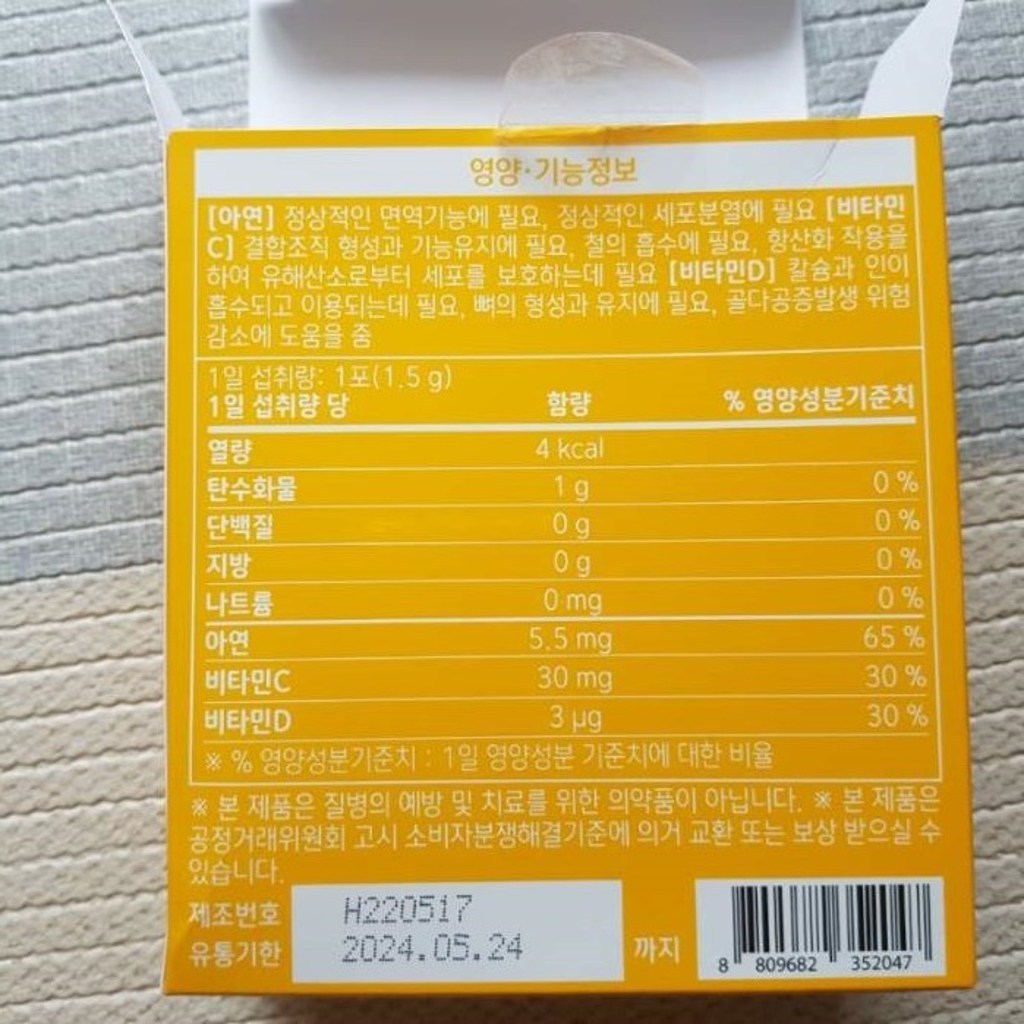 영양·기능정보
[아연] 정상적인 면역기능에 필요, 정상적인 세포분열에 필요 [비타민
C] 결합조직 형성과 기능유지에 필요, 철의 흡수에 필요, 항산화 작용을
하여 유해산소로부터 세포를 보호하는데 필요 [비타민D] 칼슘과 인이
흡수되고 이용되는데 필요, 뼈의 형성과 유지에 필요, 골다공증발생 위험
감소에 도움을 줌
1일 섭취량: 1포(1.5 g)
1일 섭취량 당 함량 % 영양성분기준치
열량 4 kcal
탄수화물 1 g 0 %
단백질 0 g 0 %
지방 0 g 0 %
나트륨 0 mg 0 %
아연 5.5 mg 65 %
비타민C 30 mg 30 %
비타민D 3 μg 30 %
※ % 영양성분기준치 : 1일 영양성분 기준치에 대한 비율
※ 본 제품은 질병의 예방 및 치료를 위한 의약품이 아닙니다. ※ 본 제품은
공정거래위원회 고시 소비자분쟁해결기준에 의거 교환 또는 보상 받으실 수
있습니다.
제조번호 H220517
유통기한 2024.05.24 까지
8 809682 352047